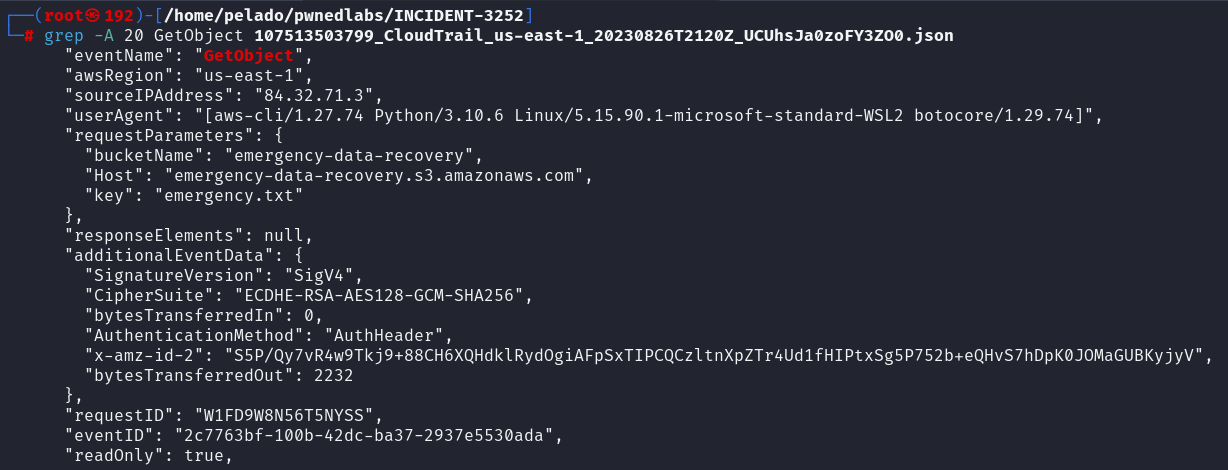 ┌──(root㉿192)-[/home/pelado/pwnedlabs/INCIDENT-3252]
└─# grep -A 20 GetObject 107513503799_CloudTrail_us-east-1_20230826T2120Z_UCUhsJa0zoFY3ZO0.json
"eventName": "GetObject",
"awsRegion": "us-east-1",
"sourceIPAddress": "84.32.71.3",
"userAgent": "[aws-cli/1.27.74 Python/3.10.6 Linux/5.15.90.1-microsoft-standard-WSL2 botocore/1.29.74]",
"requestParameters": {
"bucketName": "emergency-data-recovery",
"Host": "emergency-data-recovery.s3.amazonaws.com",
"key": "emergency.txt"
},
"responseElements": null,
"additionalEventData": {
"SignatureVersion": "SigV4",
"CipherSuite": "ECDHE-RSA-AES128-GCM-SHA256",
"bytesTransferredIn": 0,
"AuthenticationMethod": "AuthHeader",
"x-amz-id-2": "S5P/Qy7vR4w9Tkj9+88CH6XQHdklRydOgiAFpSxTIPCQCzltnXpZTr4Ud1fHIPtxSg5P752b+eQHvS7hDpK0JOMaGUBKyjyV",
"bytesTransferredOut": 2232
},
"requestID": "W1FD9W8N56T5NYSS",
"eventID": "2c7763bf-100b-42dc-ba37-2937e5530ada",
"readOnly": true,